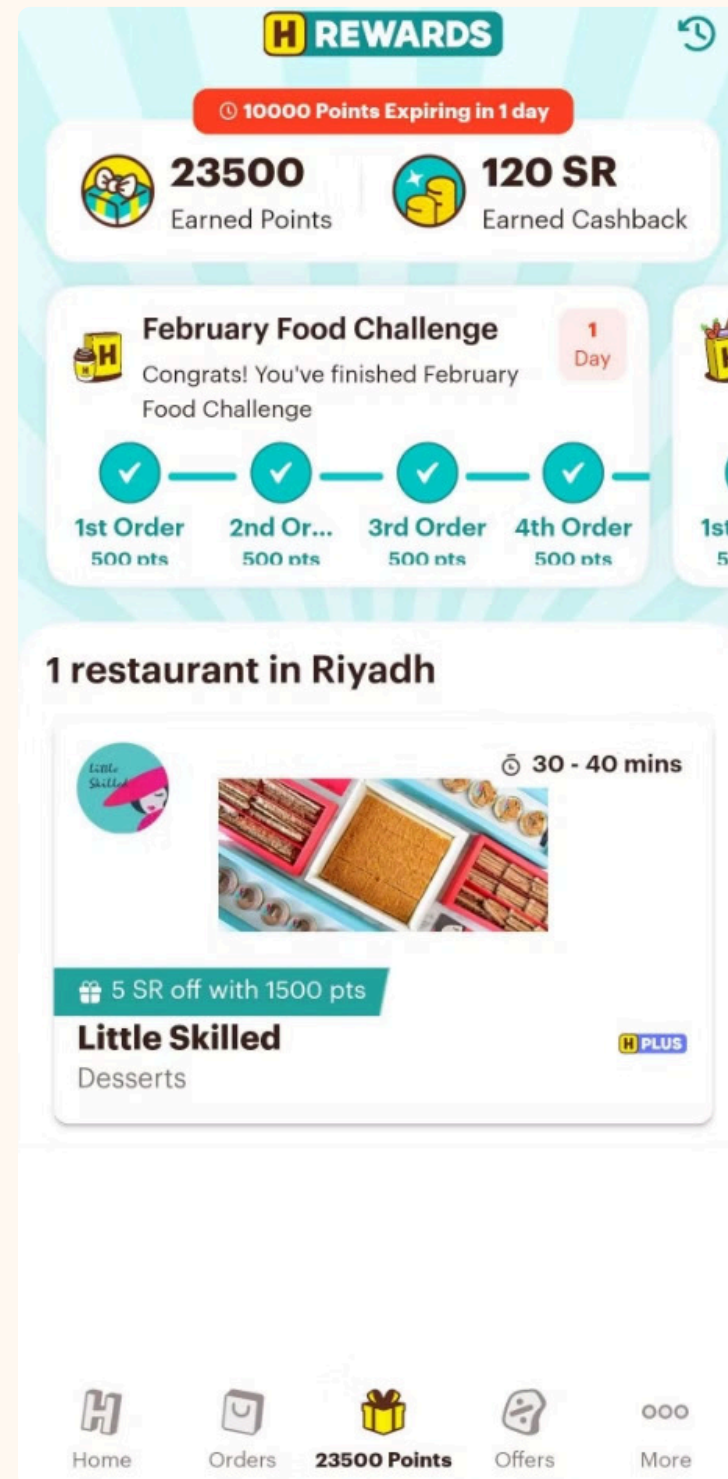 H REWARDS
10000 Points Expiring in 1 day
23500
Earned Points
120 SR
Earned Cashback
February Food Challenge
Congrats! You've finished February
Food Challenge
1
Day
1st Order
500 pts
2nd Or...
500 pts
3rd Order
500 pts
4th Order
500 pts
1 restaurant in Riyadh
Little
Skilled
30 - 40 mins
5 SR off with 1500 pts
Little Skilled
H PLUS
Desserts
Home
Orders
23500 Points
Offers
More